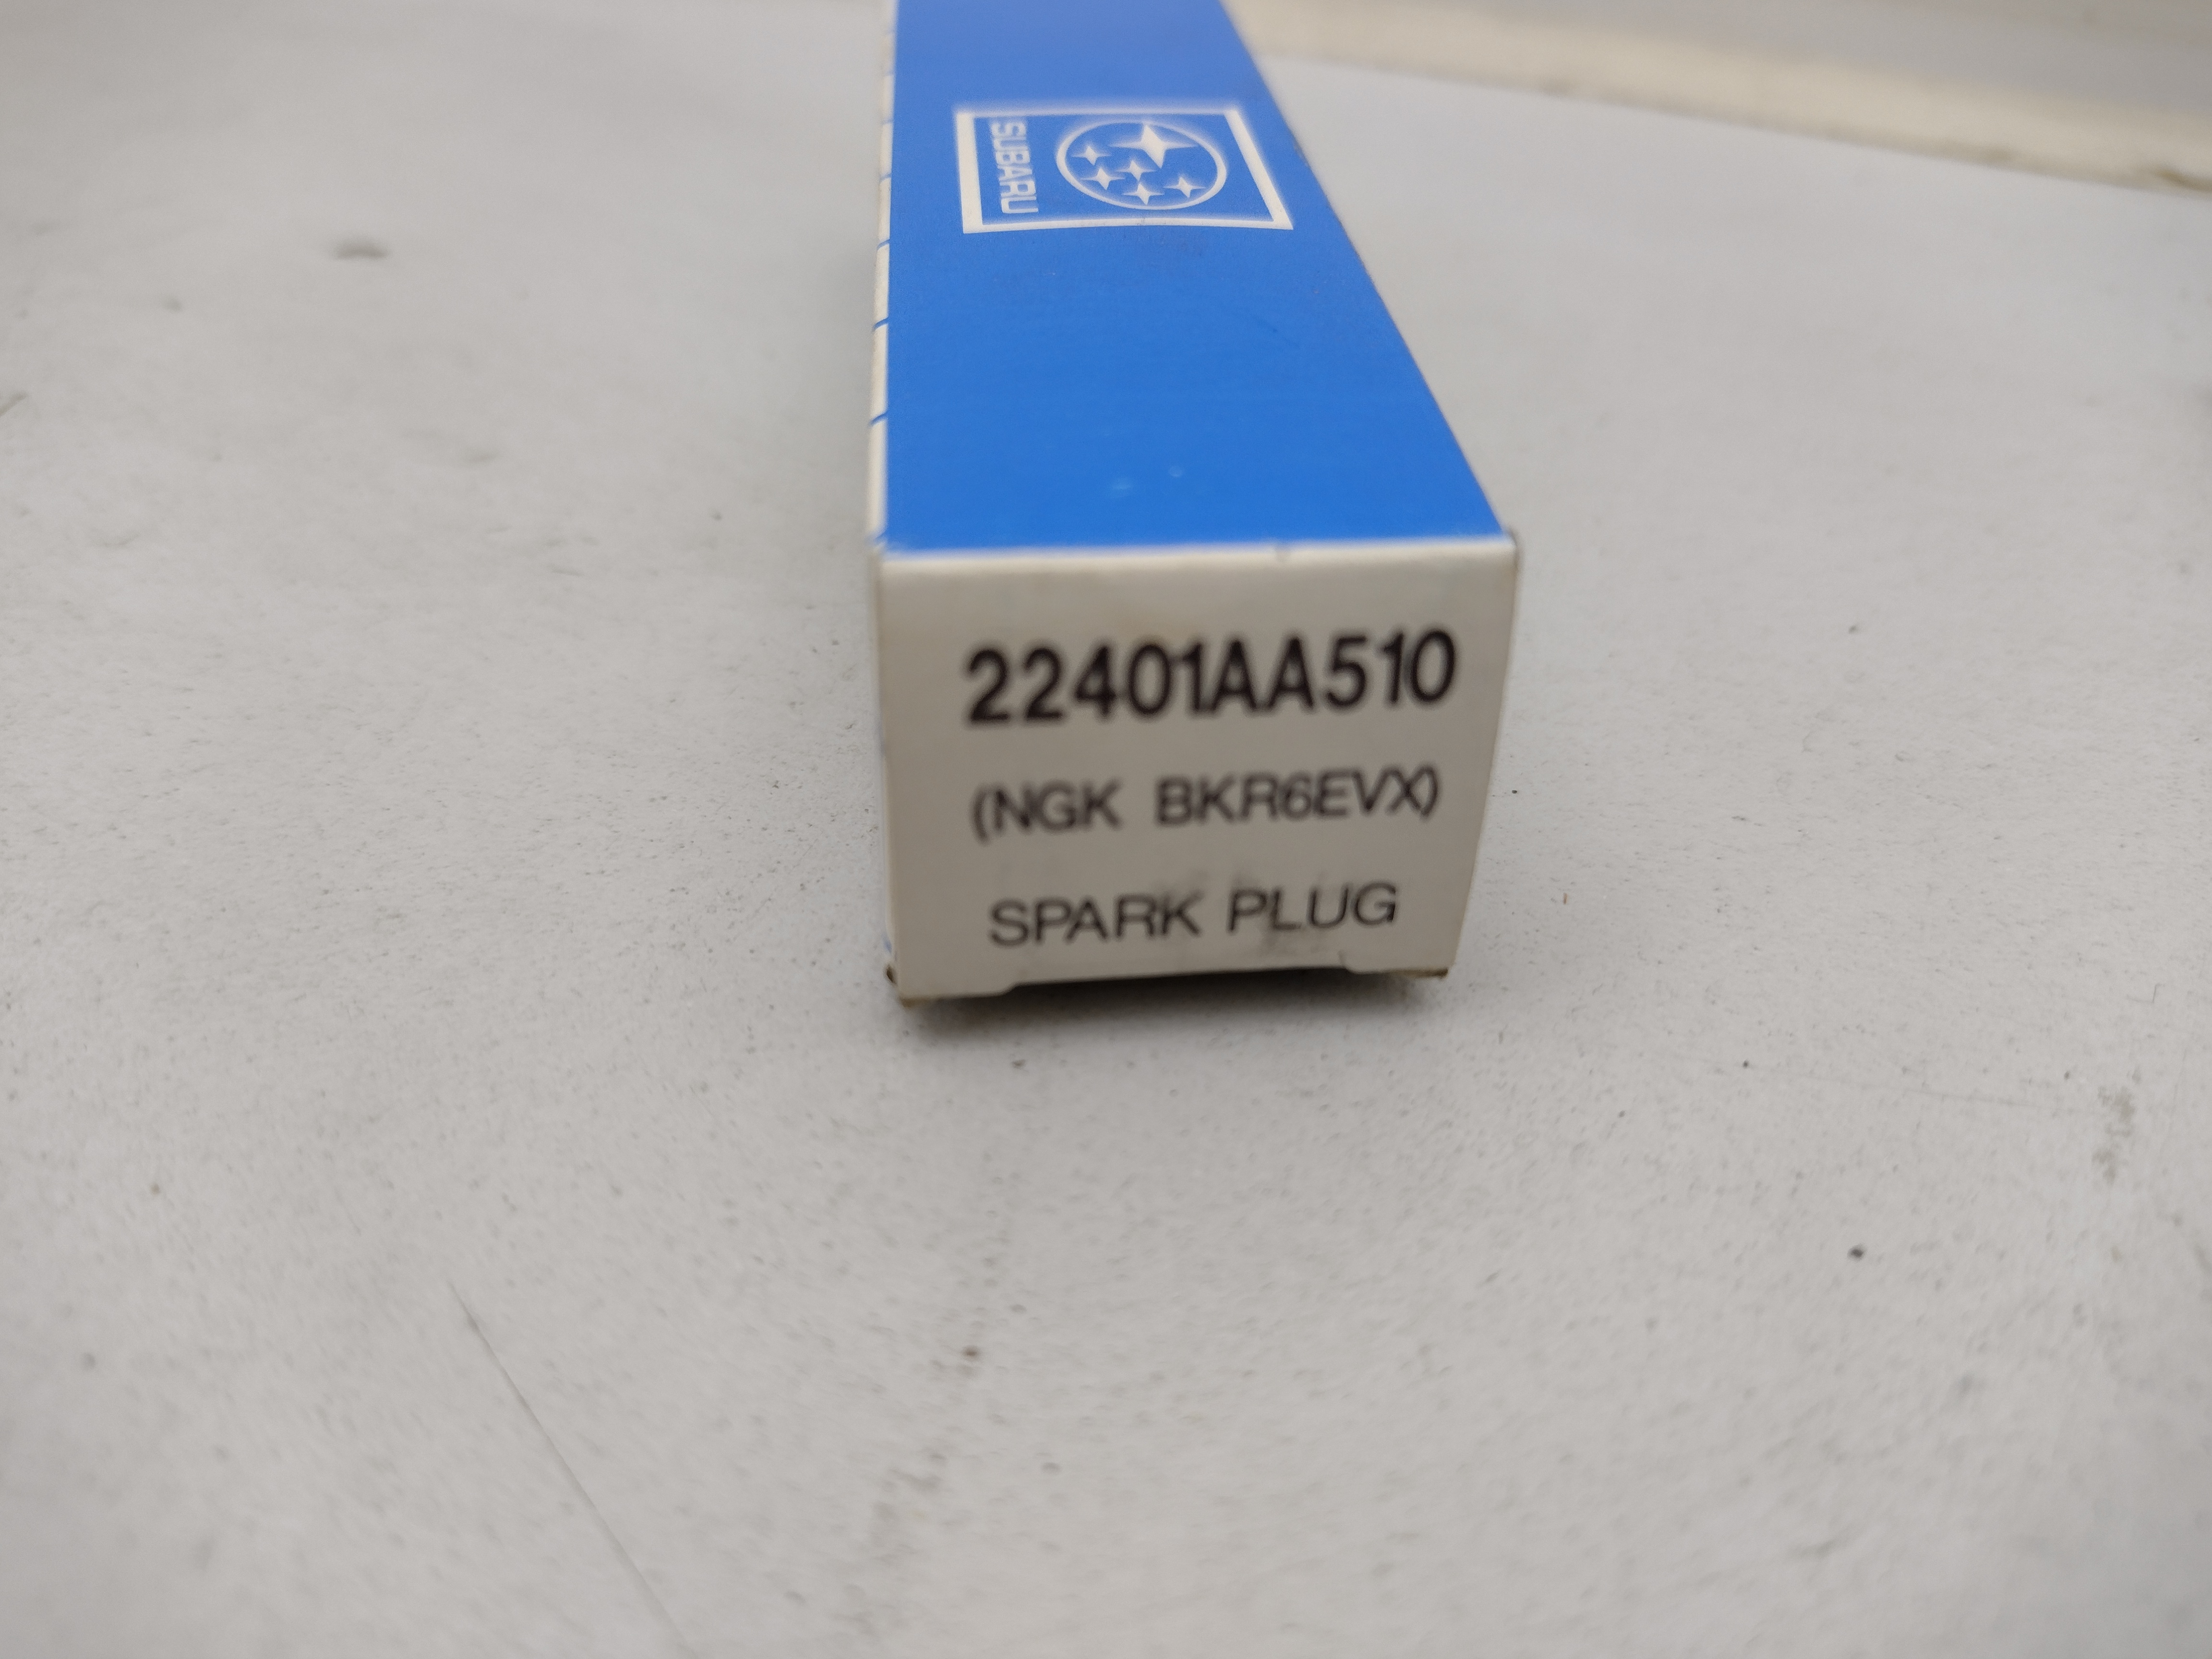 SUBARU
22401AA510
(NGK BKR6EVX)
SPARK PLUG